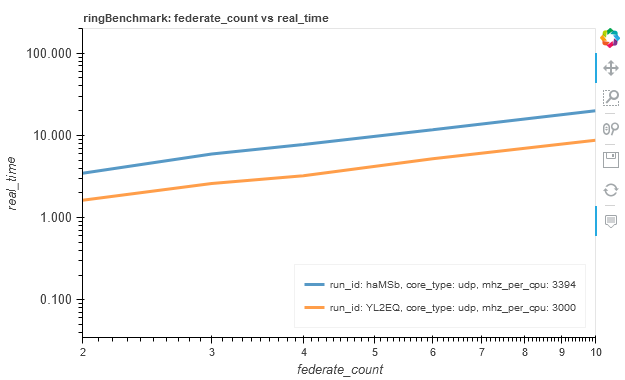 ringBenchmark: federate_count vs real_time
100.000
10.000
1.000
0.100
real_time
run_id: haMSb, core_type: udp, mhz_per_cpu: 3394
run_id: YL2EQ, core_type: udp, mhz_per_cpu: 3000
2 3 4 5 6 7 8 9 10
federate_count